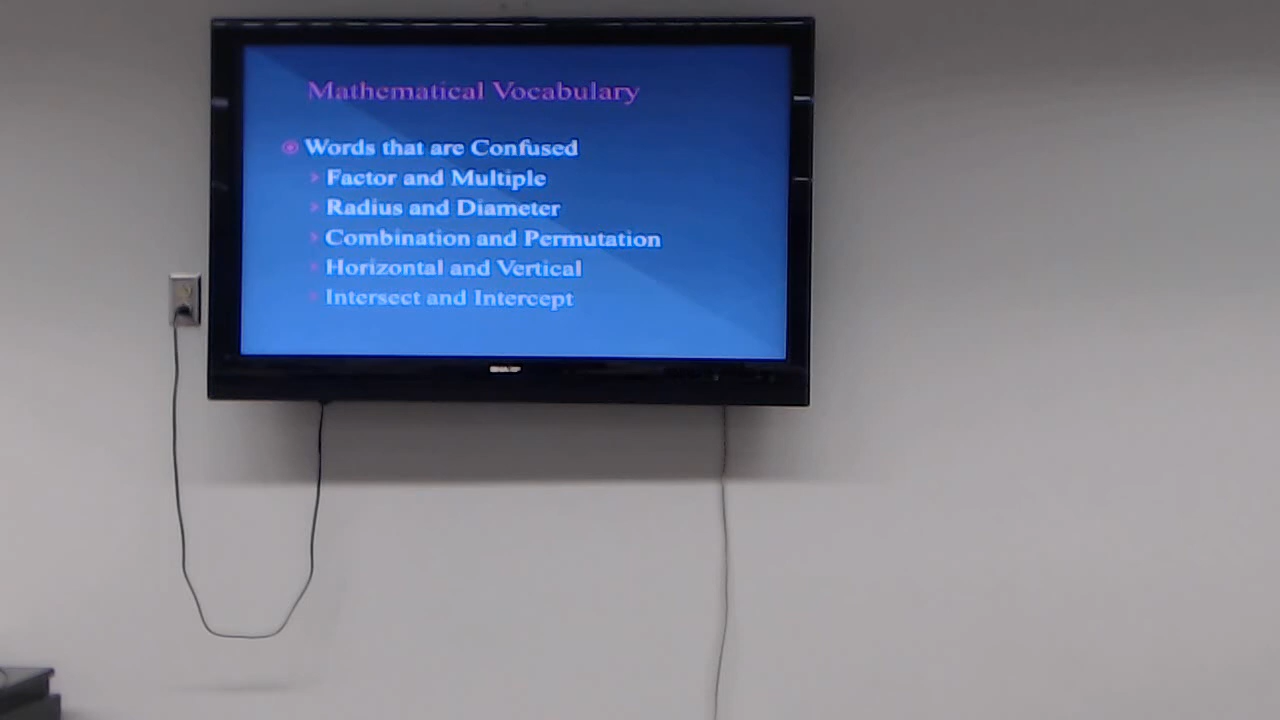 Mathematical Vocabulary
Words that are Confused
Factor and Multiple
Radius and Diameter
Combination and Permutation
Horizontal and Vertical
Intersect and Intercept
SHARP